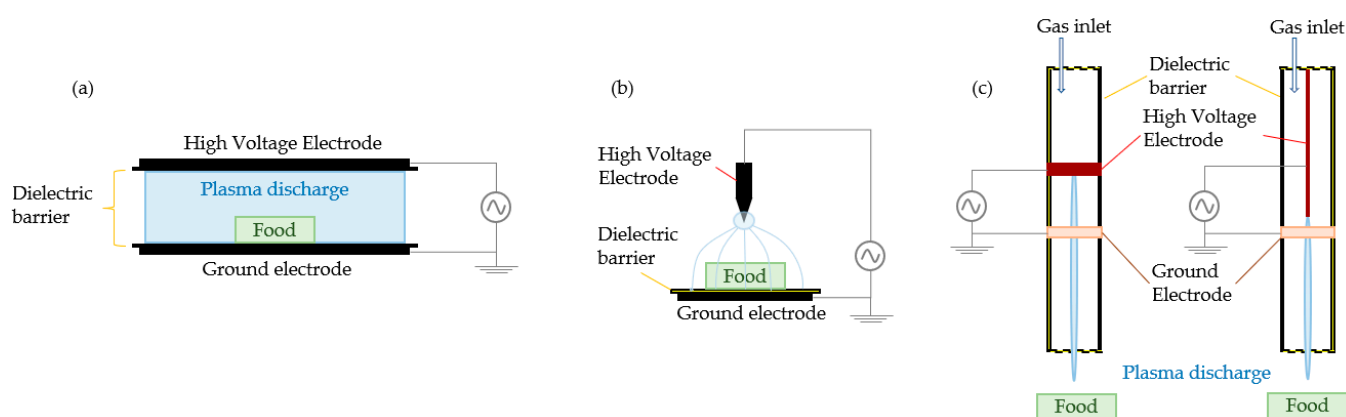 (a)
High Voltage Electrode
Dielectric
barrier
Plasma discharge
Food
Ground electrode
(b)
High Voltage
Electrode
Dielectric
barrier
Food
Ground electrode
(c)
Gas inlet
Gas inlet
Dielectric
barrier
High Voltage
Electrode
Ground
Electrode
Plasma discharge
Food
Food